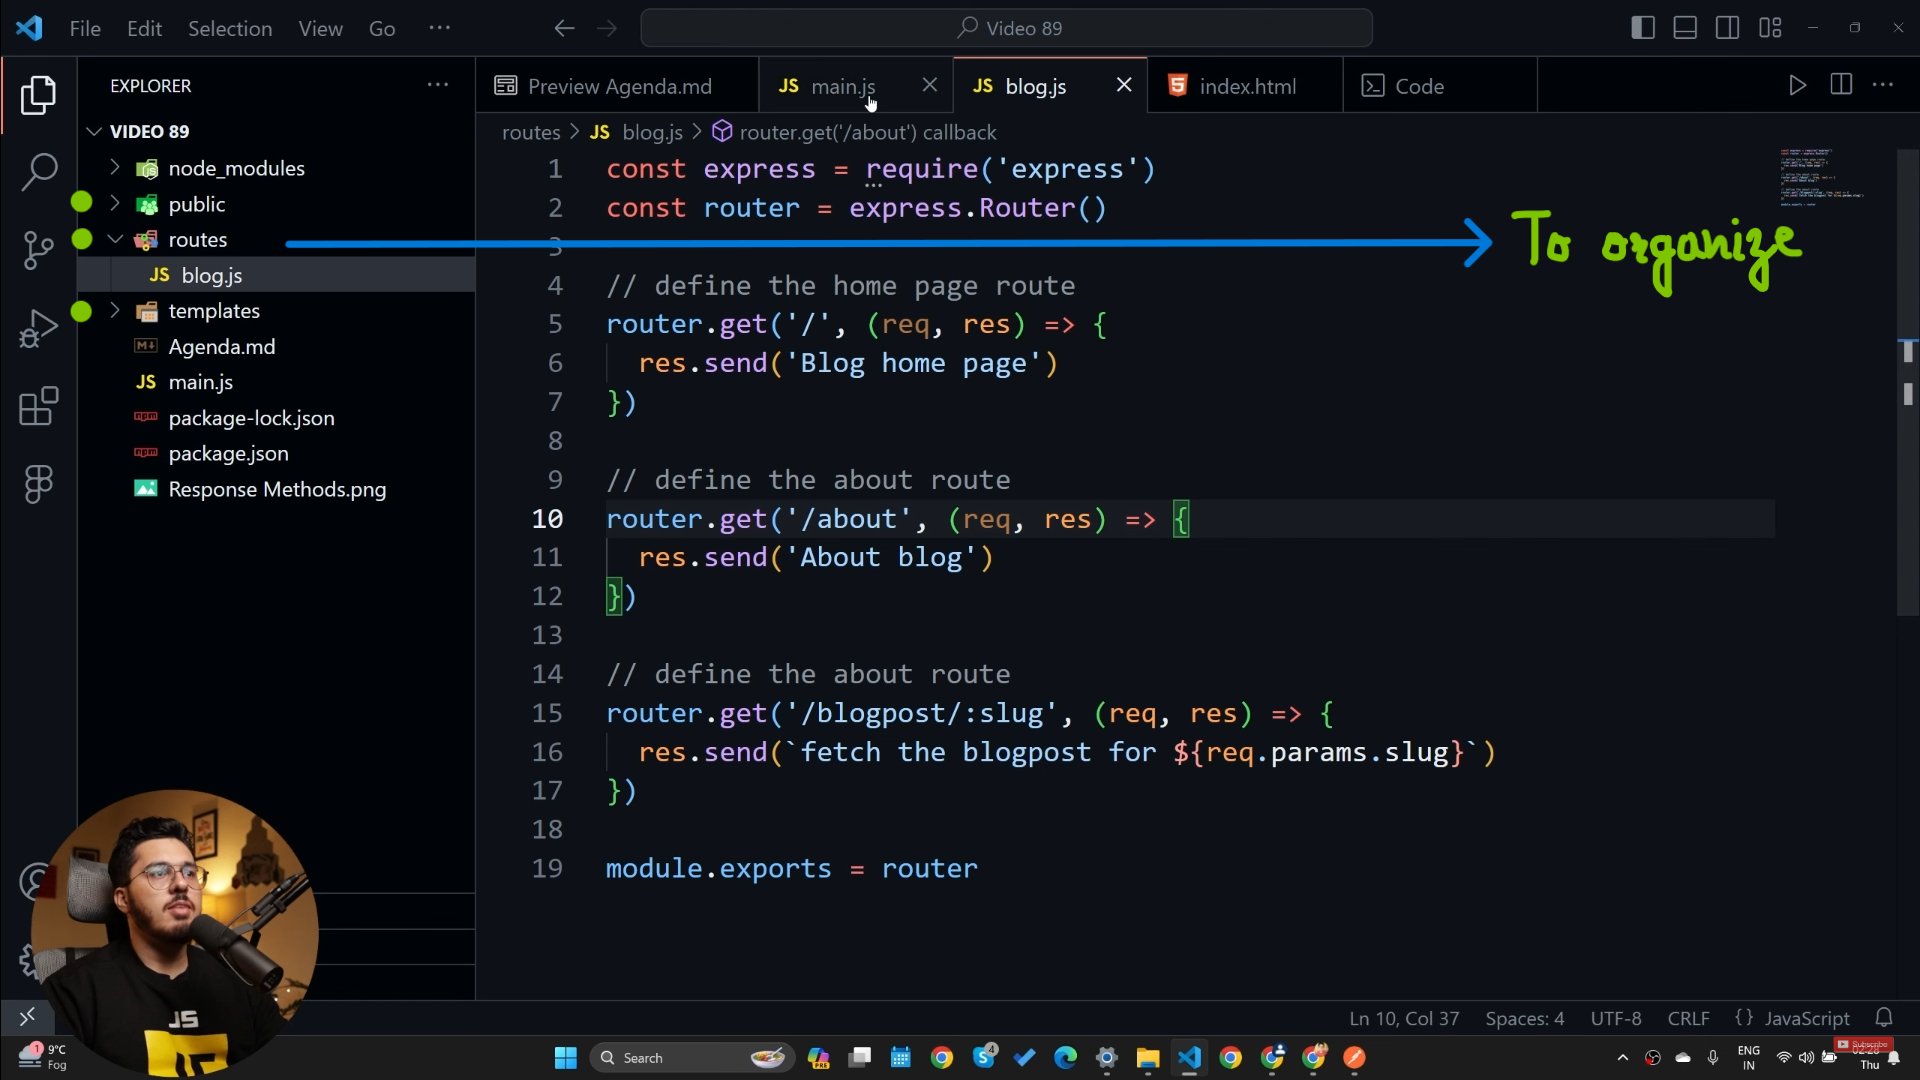 File Edit Selection View Go ··· Video 89
EXPLORER ···
VIDEO 89
node_modules
public
routes
JS blog.js
templates
M↓ Agenda.md
JS main.js
npm package-lock.json
npm package.json
Response Methods.png
Preview Agenda.md
JS main.js
JS blog.js
index.html
Code
routes > JS blog.js > router.get('/about') callback
1 const express = require('express')
2 const router = express.Router()
3
4 // define the home page route
5 router.get('/', (req, res) => {
6 res.send('Blog home page')
7 })
8
9 // define the about route
10 router.get('/about', (req, res) => {
11 res.send('About blog')
12 })
13
14 // define the about route
15 router.get('/blogpost/:slug', (req, res) => {
16 res.send(`fetch the blogpost for ${req.params.slug}`)
17 })
18
19 module.exports = router
To organize
JS
Ln 10, Col 37 Spaces: 4 UTF-8 CRLF {} JavaScript
1
9°C
Fog
Search
PRE
4
ENG
IN
Subscribe
Thu